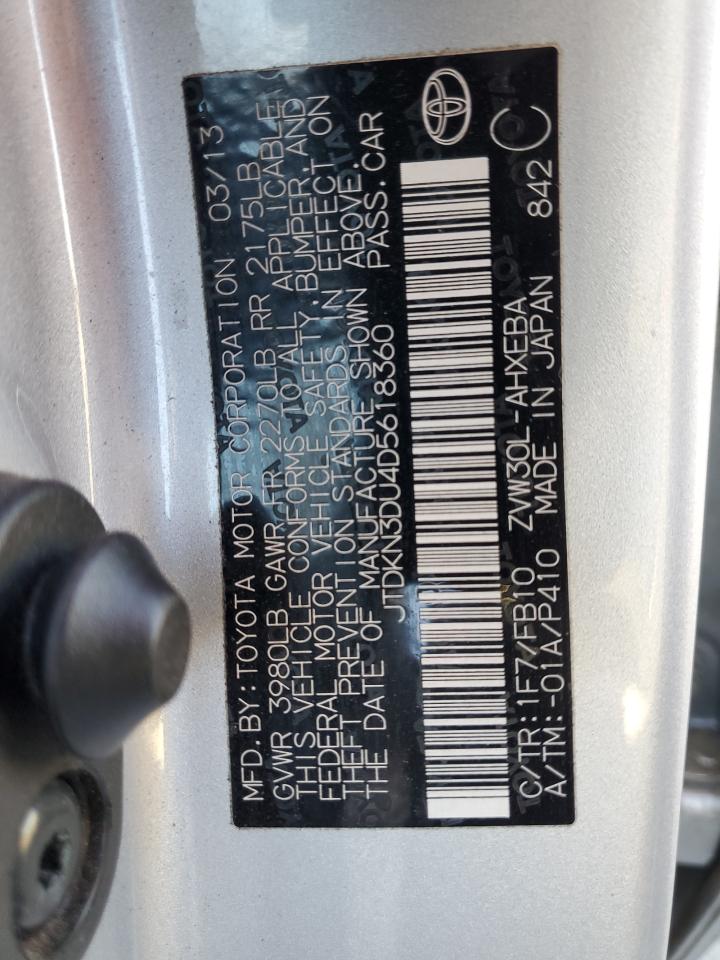 MFD. BY: TOYOTA MOTOR CORPORATION 03/13
GVWR 3980LB GAWR FR 2270LB RR 2175LB
THIS VEHICLE CONFORMS TO ALL APPLICABLE
FEDERAL MOTOR VEHICLE SAFETY, BUMPER, AND
THEFT PREVENTION STANDARDS IN EFFECT ON
THE DATE OF MANUFACTURE SHOWN ABOVE.
JTDKN3DU4D5618360 PASS. CAR
C/TR: 1F7/FB10 ZVW30L-AHXEBA 842 C
A/TM: -01A/P410 MADE IN JAPAN